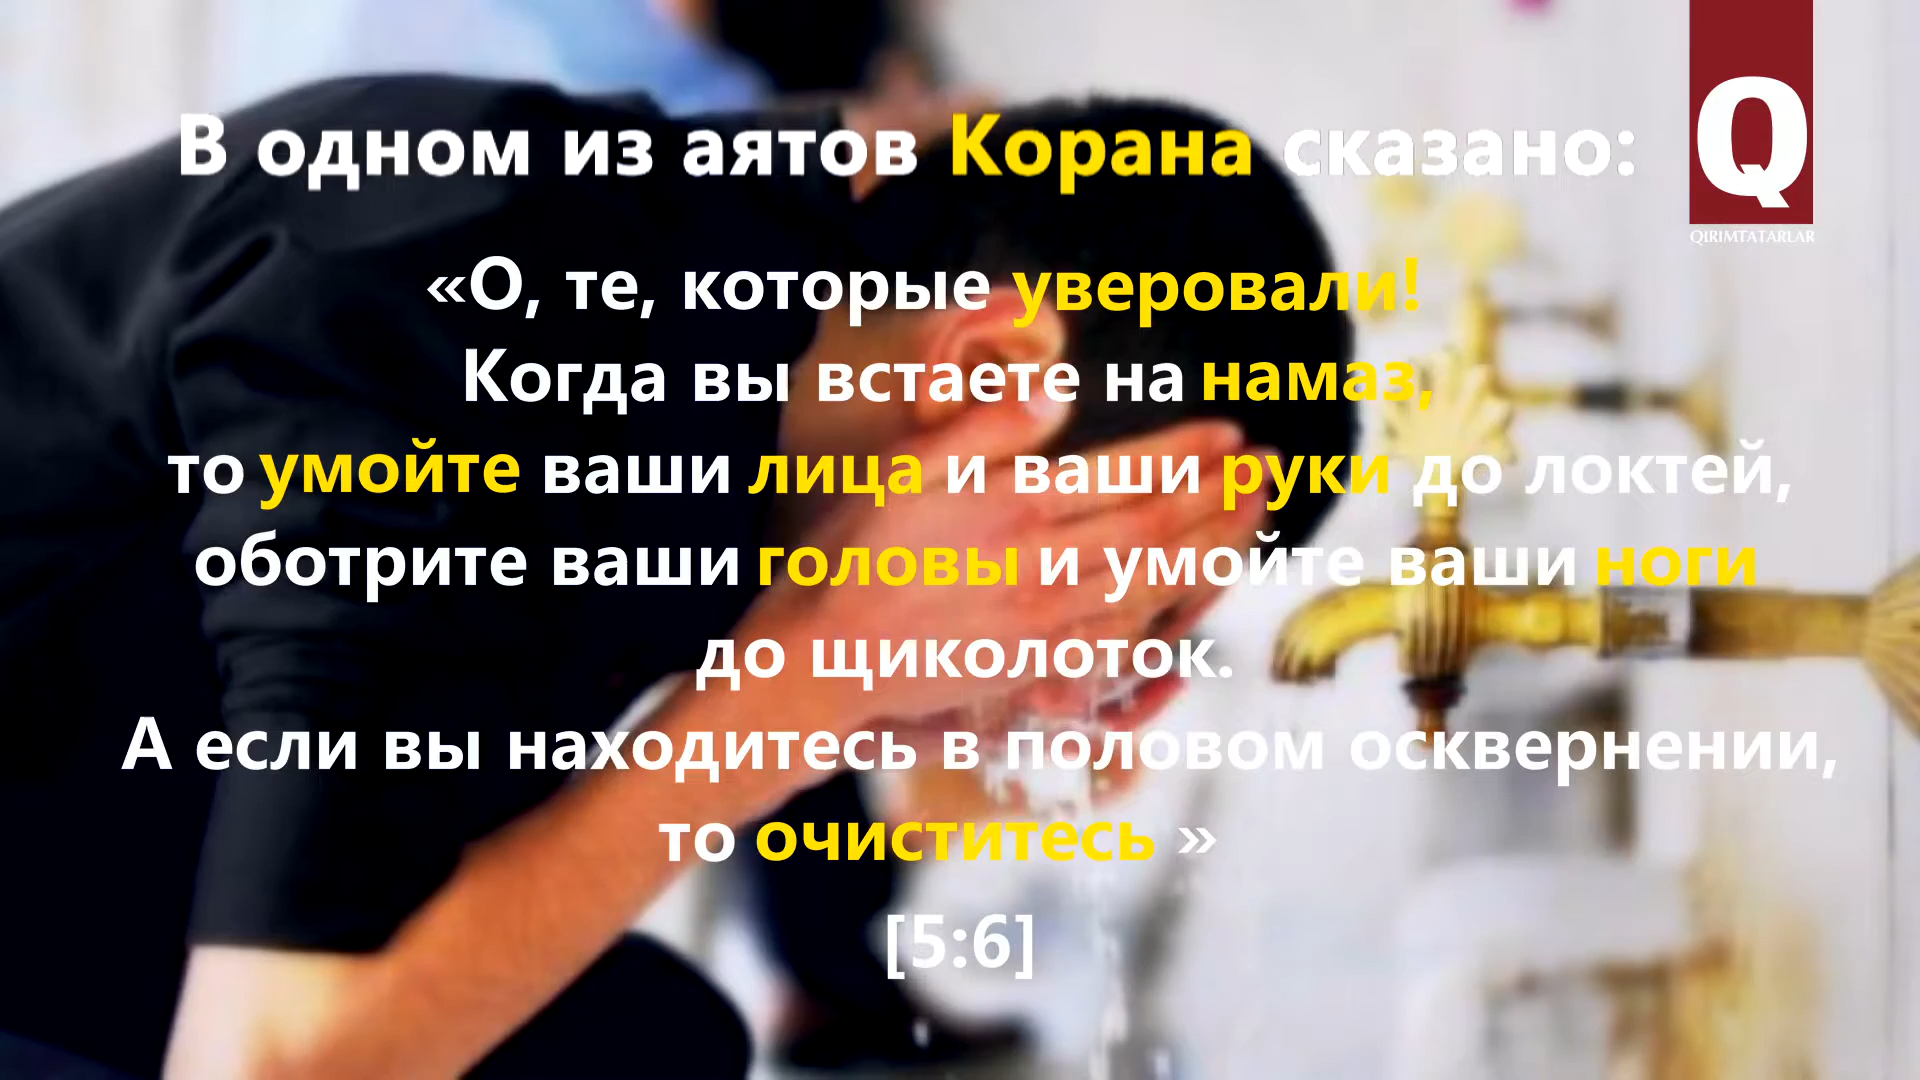 В одном из аятов Корана сказано:
Q
QIRIMTATARLAR
«О, те, которые уверовали!
Когда вы встаете на намаз,
то умойте ваши лица и ваши руки до локтей,
оботрите ваши головы и умойте ваши ноги
до щиколоток.
А если вы находитесь в половом осквернении,
то очиститесь »
[5:6]